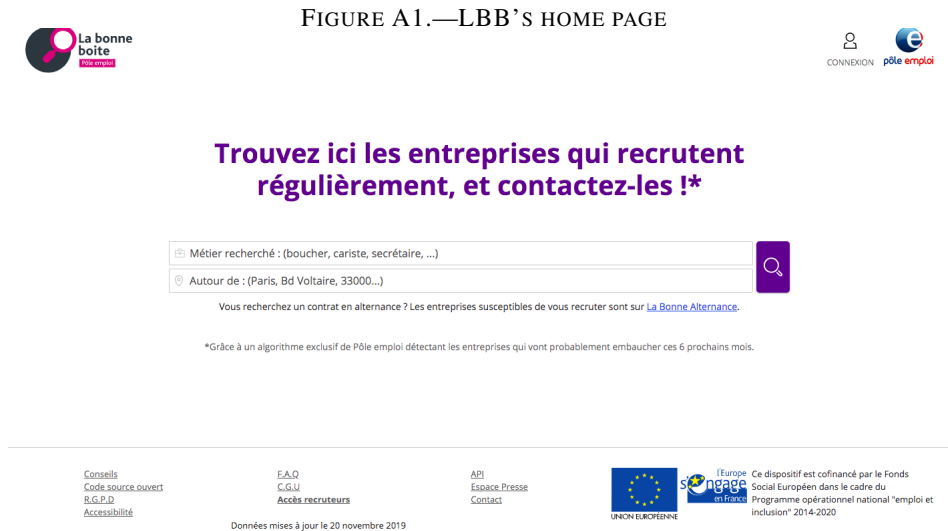 FIGURE A1.—LBB'S HOME PAGE
La bonne
boite
Pôle emploi
CONNEXION
pôle emploi
Trouvez ici les entreprises qui recrutent
régulièrement, et contactez-les !*
Métier recherché : (boucher, cariste, secrétaire, ...)
Autour de : (Paris, Bd Voltaire, 33000...)
Vous recherchez un contrat en alternance ? Les entreprises susceptibles de vous recruter sont sur La Bonne Alternance.
*Grâce à un algorithme exclusif de Pôle emploi détectant les entreprises qui vont probablement embaucher ces 6 prochains mois.
Conseils
Code source ouvert
R.G.P.D
Accessibilité
F.A.Q
C.G.U
Accès recruteurs
Données mises à jour le 20 novembre 2019
API
Espace Presse
Contact
UNION EUROPÉENNE
l'Europe
s'engage
en France
Ce dispositif est cofinancé par le Fonds
Social Européen dans le cadre du
Programme opérationnel national "emploi et
inclusion" 2014-2020